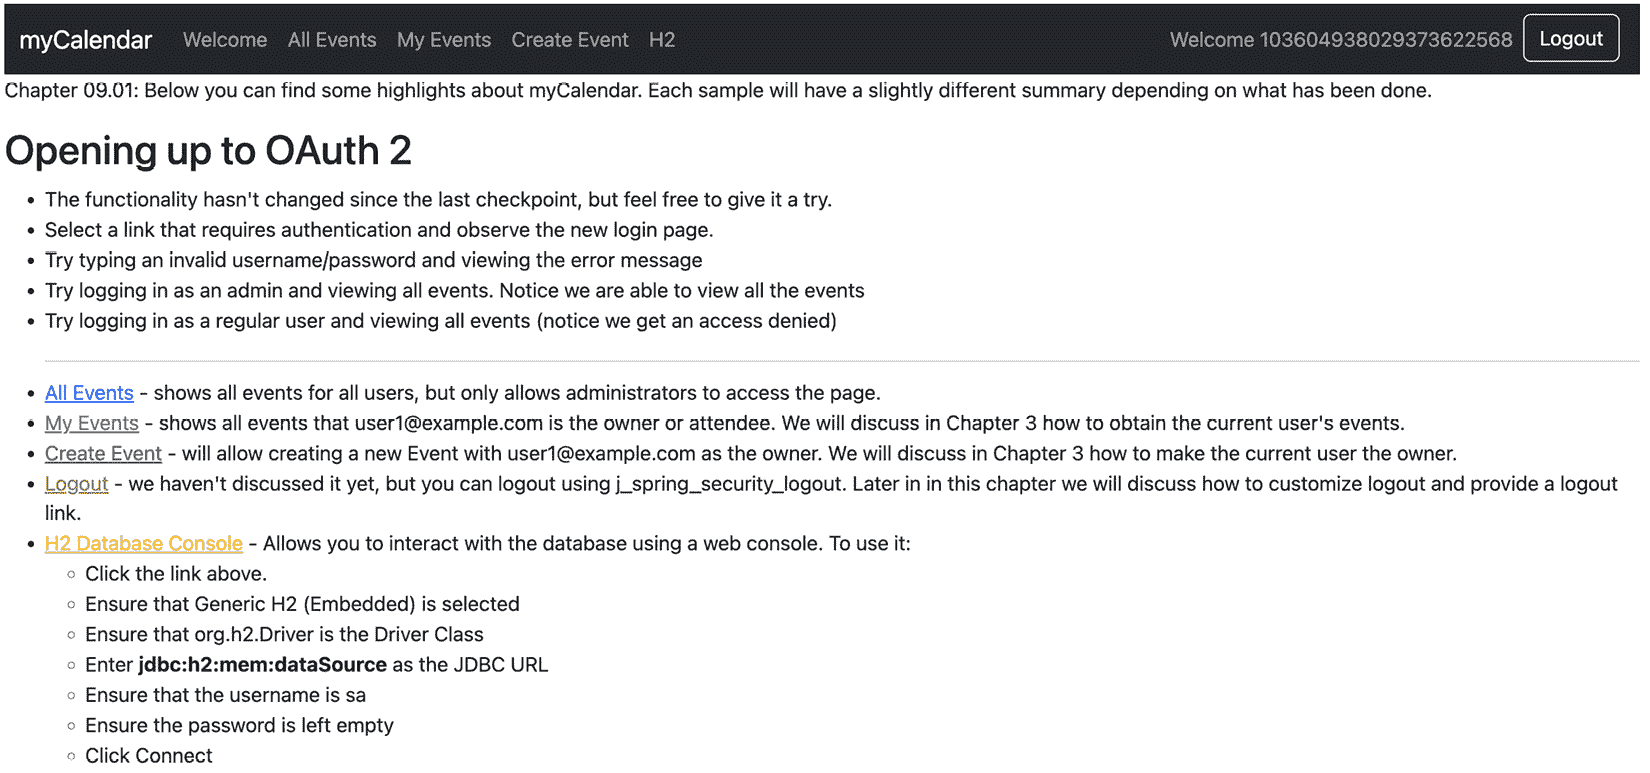 myCalendar Welcome All Events My Events Create Event H2 Welcome 103604938029373622568 Logout
Chapter 09.01: Below you can find some highlights about myCalendar. Each sample will have a slightly different summary depending on what has been done.
Opening up to OAuth 2
• The functionality hasn't changed since the last checkpoint, but feel free to give it a try.
• Select a link that requires authentication and observe the new login page.
• Try typing an invalid username/password and viewing the error message
• Try logging in as an admin and viewing all events. Notice we are able to view all the events
• Try logging in as a regular user and viewing all events (notice we get an access denied)
• All Events - shows all events for all users, but only allows administrators to access the page.
• My Events - shows all events that user1@example.com is the owner or attendee. We will discuss in Chapter 3 how to obtain the current user's events.
• Create Event - will allow creating a new Event with user1@example.com as the owner. We will discuss in Chapter 3 how to make the current user the owner.
• Logout - we haven't discussed it yet, but you can logout using j_spring_security_logout. Later in in this chapter we will discuss how to customize logout and provide a logout
link.
• H2 Database Console - Allows you to interact with the database using a web console. To use it:
◦ Click the link above.
◦ Ensure that Generic H2 (Embedded) is selected
◦ Ensure that org.h2.Driver is the Driver Class
◦ Enter jdbc:h2:mem:dataSource as the JDBC URL
◦ Ensure that the username is sa
◦ Ensure the password is left empty
◦ Click Connect